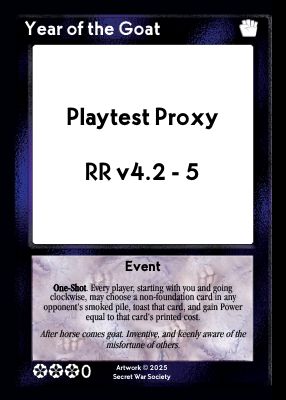 Year of the Goat
Playtest Proxy
RR v4.2 - 5
Event
One-Shot. Every player, starting with you and going
clockwise, may choose a non-foundation card in any
opponent's smoked pile, toast that card, and gain Power
equal to that card's printed cost.
After horse comes goat. Inventive, and keenly aware of the
misfortune of others.
0
Artwork © 2025
Secret War Society